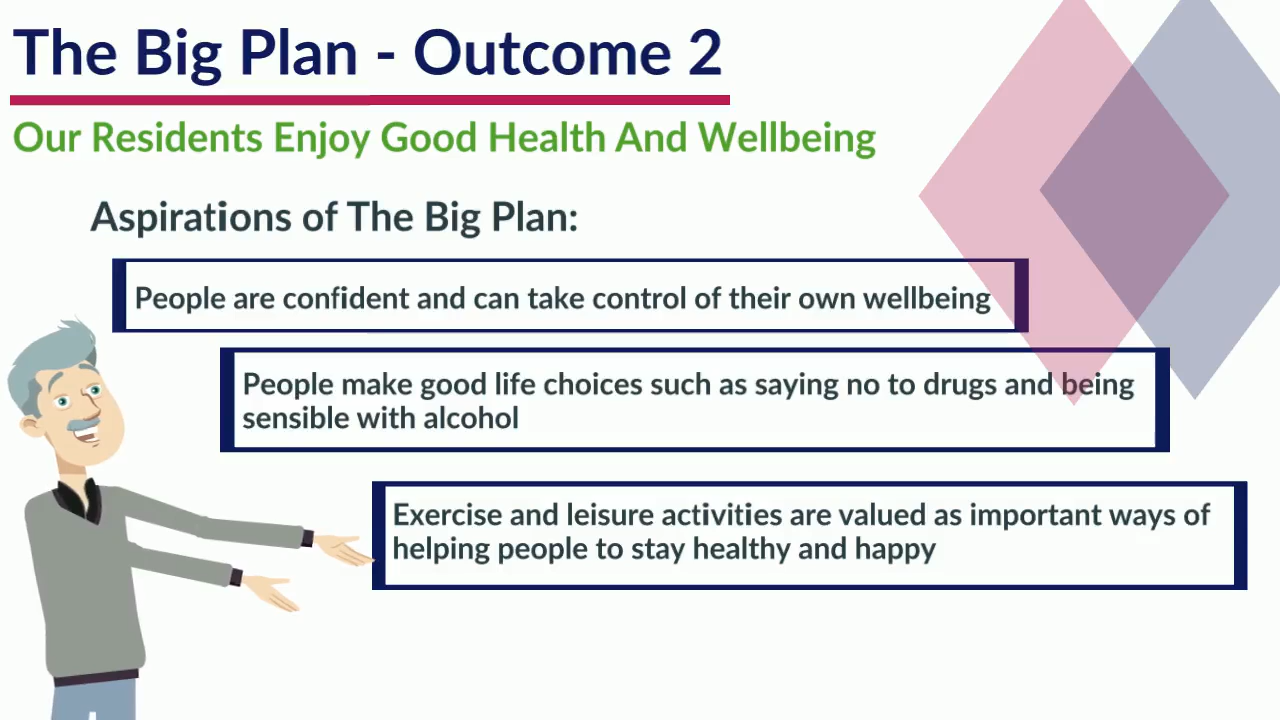 The Big Plan - Outcome 2
Our Residents Enjoy Good Health And Wellbeing
Aspirations of The Big Plan:
People are confident and can take control of their own wellbeing
People make good life choices such as saying no to drugs and being
sensible with alcohol
Exercise and leisure activities are valued as important ways of
helping people to stay healthy and happy